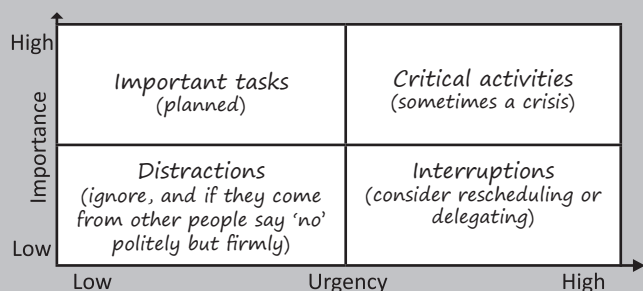 High
Important tasks
(planned)
Critical activities
(sometimes a crisis)
Importance
Distractions
(ignore, and if they come
from other people say ‘no’
politely but firmly)
Interruptions
(consider rescheduling or
delegating)
Low
Low
Urgency
High